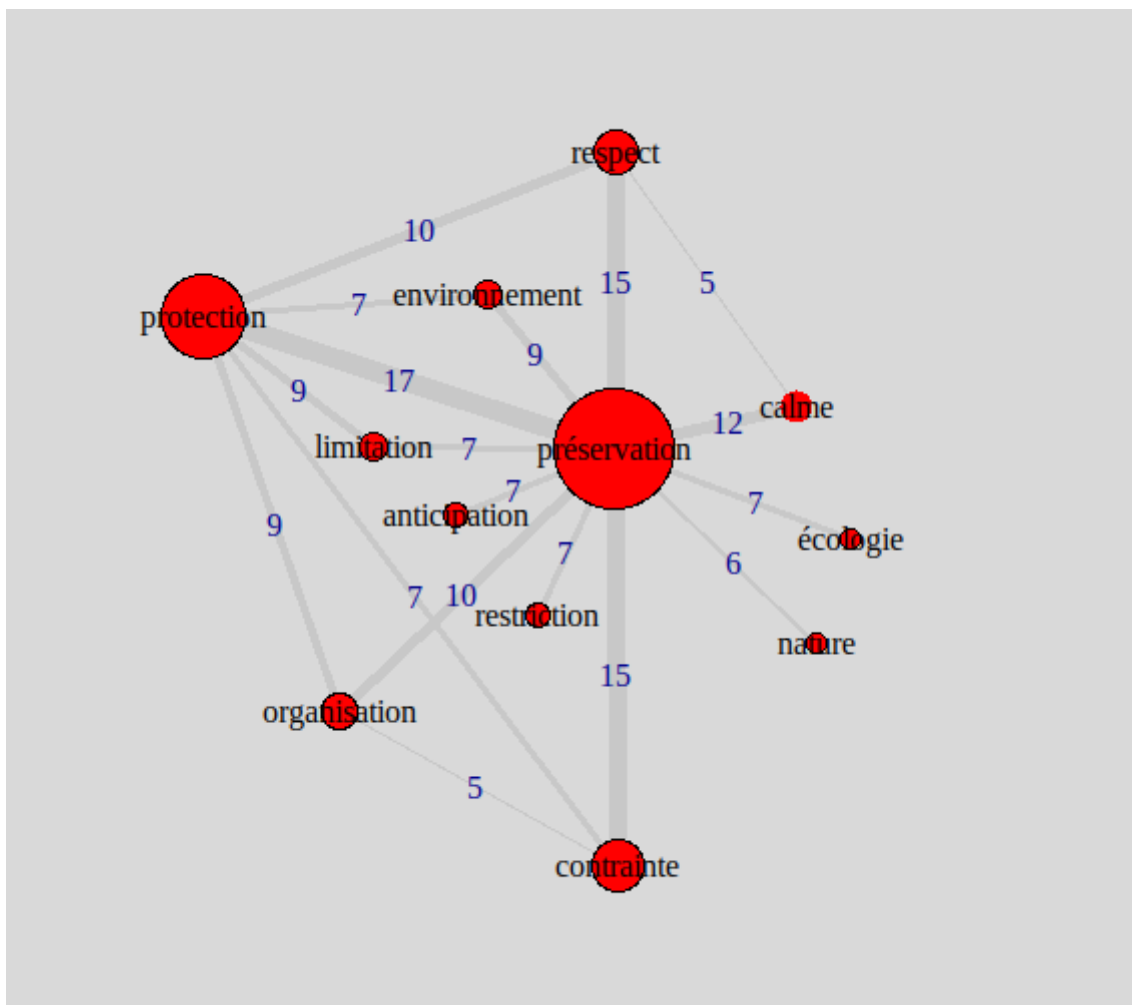 respect
10
15
5
environnement
7
protection
9
17
9
calme
12
limitation
7
préservation
7
7
anticipation
9
écologie
7
6
7
10
restriction
nature
15
organisation
5
contrainte